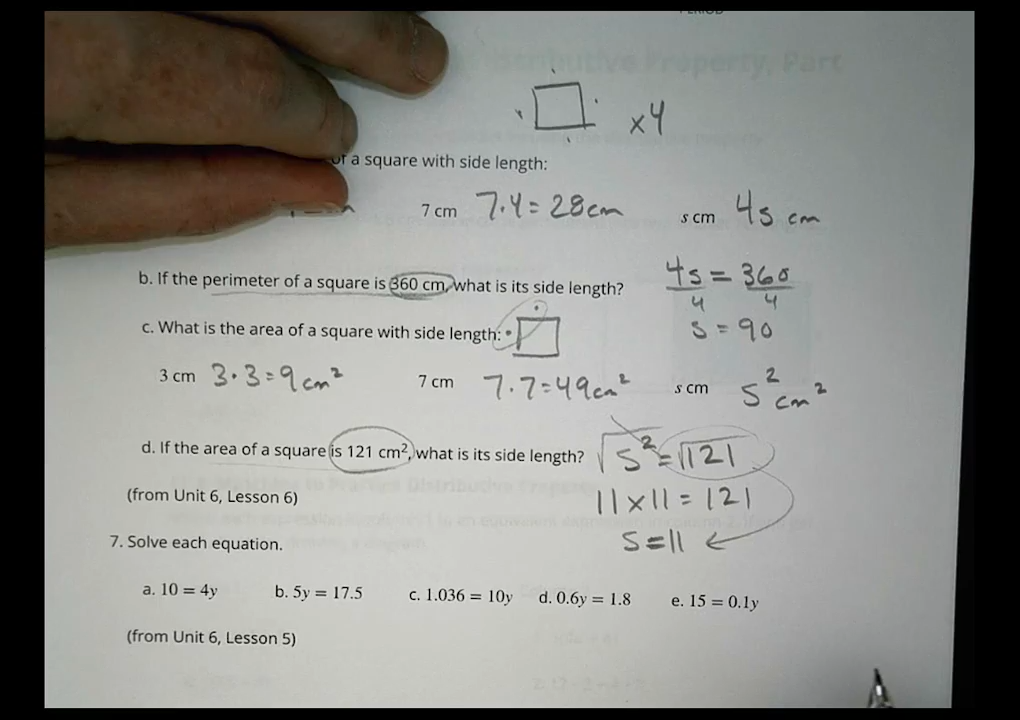 ×4
of a square with side length:
7 cm 7·4=28cm s cm 4s cm
b. If the perimeter of a square is 360 cm, what is its side length? 4s = 360
4 4
s = 90
c. What is the area of a square with side length:
3 cm 3·3=9cm² 7 cm 7·7=49cm² s cm s² cm²
d. If the area of a square is 121 cm², what is its side length? √s² = √121
(from Unit 6, Lesson 6) 11×11=121
s=11
7. Solve each equation.
a. 10 = 4y b. 5y = 17.5 c. 1.036 = 10y d. 0.6y = 1.8 e. 15 = 0.1y
(from Unit 6, Lesson 5)